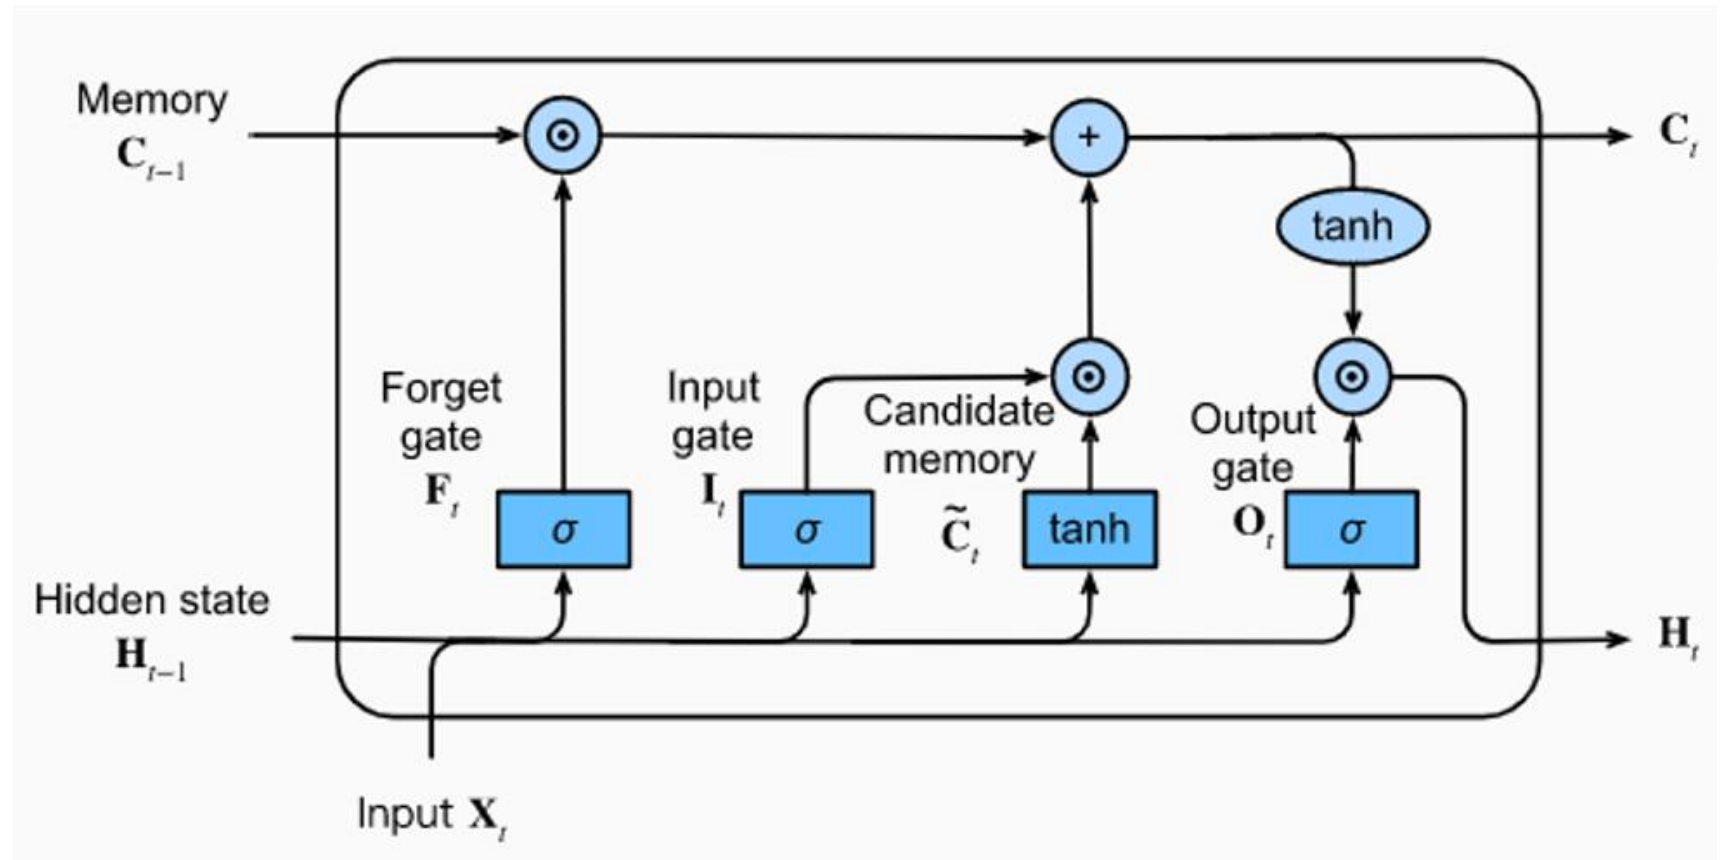 Memory
C_{t-1}
⊙
+
C_t
tanh
Forget
gate
F_t
σ
Input
gate
I_t
σ
Candidate
memory
C̃_t
tanh
⊙
Output
gate
O_t
σ
⊙
Hidden state
H_{t-1}
H_t
Input X_t